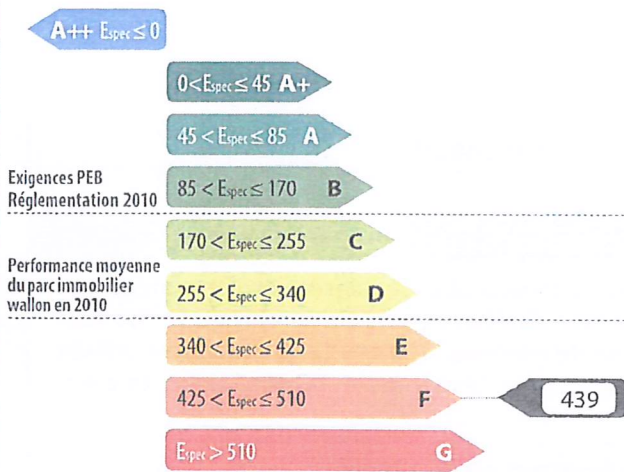 A++ Espec ≤ 0
0 < Espec ≤ 45 A+
45 < Espec ≤ 85 A
Exigences PEB
Réglementation 2010
85 < Espec ≤ 170 B
170 < Espec ≤ 255 C
Performance moyenne
du parc immobilier
wallon en 2010
255 < Espec ≤ 340 D
340 < Espec ≤ 425 E
425 < Espec ≤ 510 F
439
Espec > 510 G